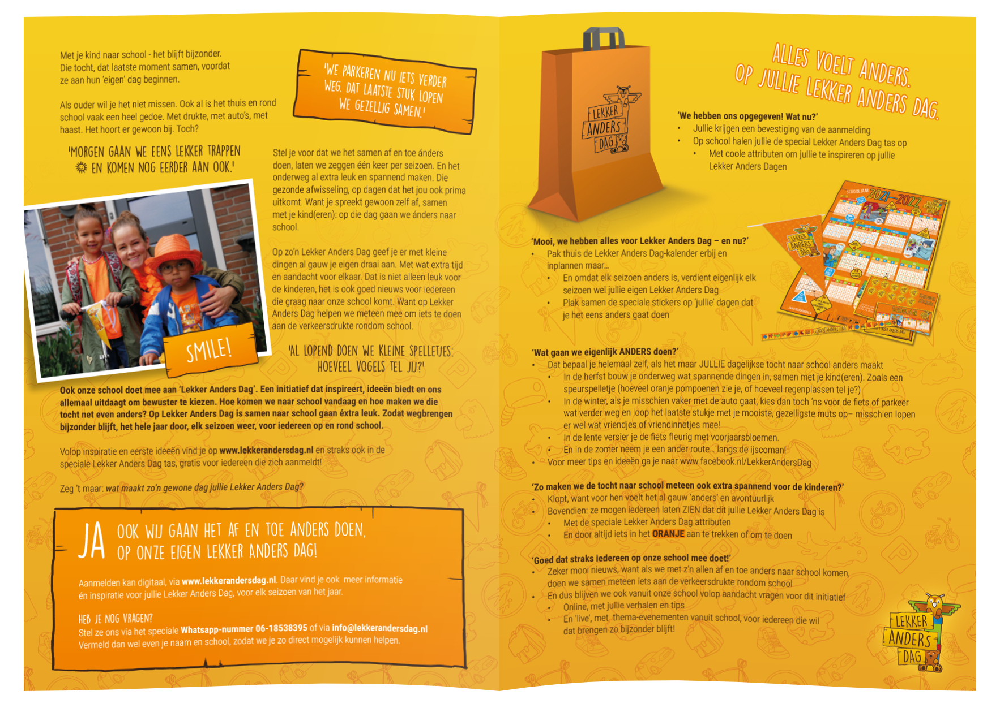 Met je kind naar school - het blijft bijzonder.
Die tocht, dat laatste moment samen, voordat
ze aan hun ‘eigen’ dag beginnen.
Als ouder wil je het niet missen. Ook al is het thuis en rond
school vaak een heel gedoe. Met drukte, met auto’s, met
haast. Het hoort er gewoon bij. Toch?
'MORGEN GAAN WE EENS LEKKER TRAPPEN
EN KOMEN NOG EERDER AAN OOK.'
SMILE!
'WE PARKEREN NU IETS VERDER
WEG. DAT LAATSTE STUK LOPEN
WE GEZELLIG SAMEN.'
Stel je voor dat we het samen af en toe ánders
doen, laten we zeggen één keer per seizoen. En het
onderweg al extra leuk en spannend maken. Die
gezonde afwisseling, op dagen dat het jou ook prima
uitkomt. Want je spreekt gewoon zelf af, samen
met je kind(eren): op die dag gaan we ánders naar
school.
Op zo’n Lekker Anders Dag geef je er met kleine
dingen al gauw je eigen draai aan. Met wat extra tijd
en aandacht voor elkaar. Dat is niet alleen leuk voor
de kinderen, het is ook goed nieuws voor iedereen
die graag naar onze school komt. Want op Lekker
Anders Dag helpen we meteen mee om iets te doen
aan de verkeersdrukte rondom school.
'AL LOPEND DOEN WE KLEINE SPELLETJES:
HOEVEEL VOGELS TEL JIJ?'
Ook onze school doet mee aan ‘Lekker Anders Dag’. Een initiatief dat inspireert, ideeën biedt en ons
allemaal uitdaagt om bewuster te kiezen. Hoe komen we naar school vandaag en hoe maken we die
tocht net even anders? Op Lekker Anders Dag is samen naar school gaan éxtra leuk. Zodat wegbrengen
bijzonder blijft, het hele jaar door, elk seizoen weer, voor iedereen op en rond school.
Volop inspiratie en eerste ideeën vind je op www.lekkerandersdag.nl en straks ook in de
speciale Lekker Anders Dag tas, gratis voor iedereen die zich aanmeldt!
Zeg ‘t maar: wat maakt zo’n gewone dag jullie Lekker Anders Dag?
JA OOK WIJ GAAN HET AF EN TOE ANDERS DOEN,
OP ONZE EIGEN LEKKER ANDERS DAG!
Aanmelden kan digitaal, via www.lekkerandersdag.nl. Daar vind je ook meer informatie
én inspiratie voor jullie Lekker Anders Dag, voor elk seizoen van het jaar.
HEB JE NOG VRAGEN?
Stel ze ons via het speciale Whatsapp-nummer 06-18538395 of via info@lekkerandersdag.nl
Vermeld dan wel even je naam en school, zodat we je zo direct mogelijk kunnen helpen.
LEKKER
ANDERS
DAG
ALLES VOELT ANDERS.
OP JULLIE LEKKER ANDERS DAG.
‘We hebben ons opgegeven! Wat nu?’
• Jullie krijgen een bevestiging van de aanmelding
• Op school halen jullie de special Lekker Anders Dag tas op
• Met coole attributen om jullie te inspireren op jullie
Lekker Anders Dagen
SCHOOLJAAR 2021-2022
LEKKER
ANDERS
DAG
‘Mooi, we hebben alles voor Lekker Anders Dag – en nu?’
• Pak thuis de Lekker Anders Dag-kalender erbij en
inplannen maar…
• En omdat elk seizoen anders is, verdient eigenlijk elk
seizoen wel jullie eigen Lekker Anders Dag
• Plak samen de speciale stickers op ‘jullie’ dagen dat
je het eens anders gaat doen
‘Wat gaan we eigenlijk ANDERS doen?’
• Dat bepaal je helemaal zelf, als het maar JULLIE dagelijkse tocht naar school anders maakt
• In de herfst bouw je onderweg wat spannende dingen in, samen met je kind(eren). Zoals een
speurspelletje (hoeveel oranje pompoenen zie je, of hoeveel regenplassen tel je?)
• In de winter, als je misschien vaker met de auto gaat, kies dan toch ‘ns voor de fiets of parkeer
wat verder weg en loop het laatste stukje met je mooiste, gezelligste muts op– misschien lopen
er wel wat vriendjes of vriendinnetjes mee!
• In de lente versier je de fiets fleurig met voorjaarsbloemen.
• En in de zomer neem je een ander route… langs de ijscoman!
• Voor meer tips en ideeën ga je naar www.facebook.nl/LekkerAndersDag
‘Zo maken we de tocht naar school meteen ook extra spannend voor de kinderen?’
• Klopt, want voor hen voelt het al gauw ‘anders’ en avontuurlijk
• Bovendien: ze mogen iedereen laten ZIEN dat dit jullie Lekker Anders Dag is
• Met de speciale Lekker Anders Dag attributen
• En door altijd iets in het ORANJE aan te trekken of om te doen
‘Goed dat straks iedereen op onze school mee doet!’
• Zeker mooi nieuws, want als we met z’n allen af en toe anders naar school komen,
doen we samen meteen iets aan de verkeersdrukte rondom school
• En dus blijven we ook vanuit onze school volop aandacht vragen voor dit initiatief
• Online, met jullie verhalen en tips
• En ‘live’, met thema-evenementen vanuit school, voor iedereen die wil
dat brengen zo bijzonder blijft!
LEKKER
ANDERS
DAG